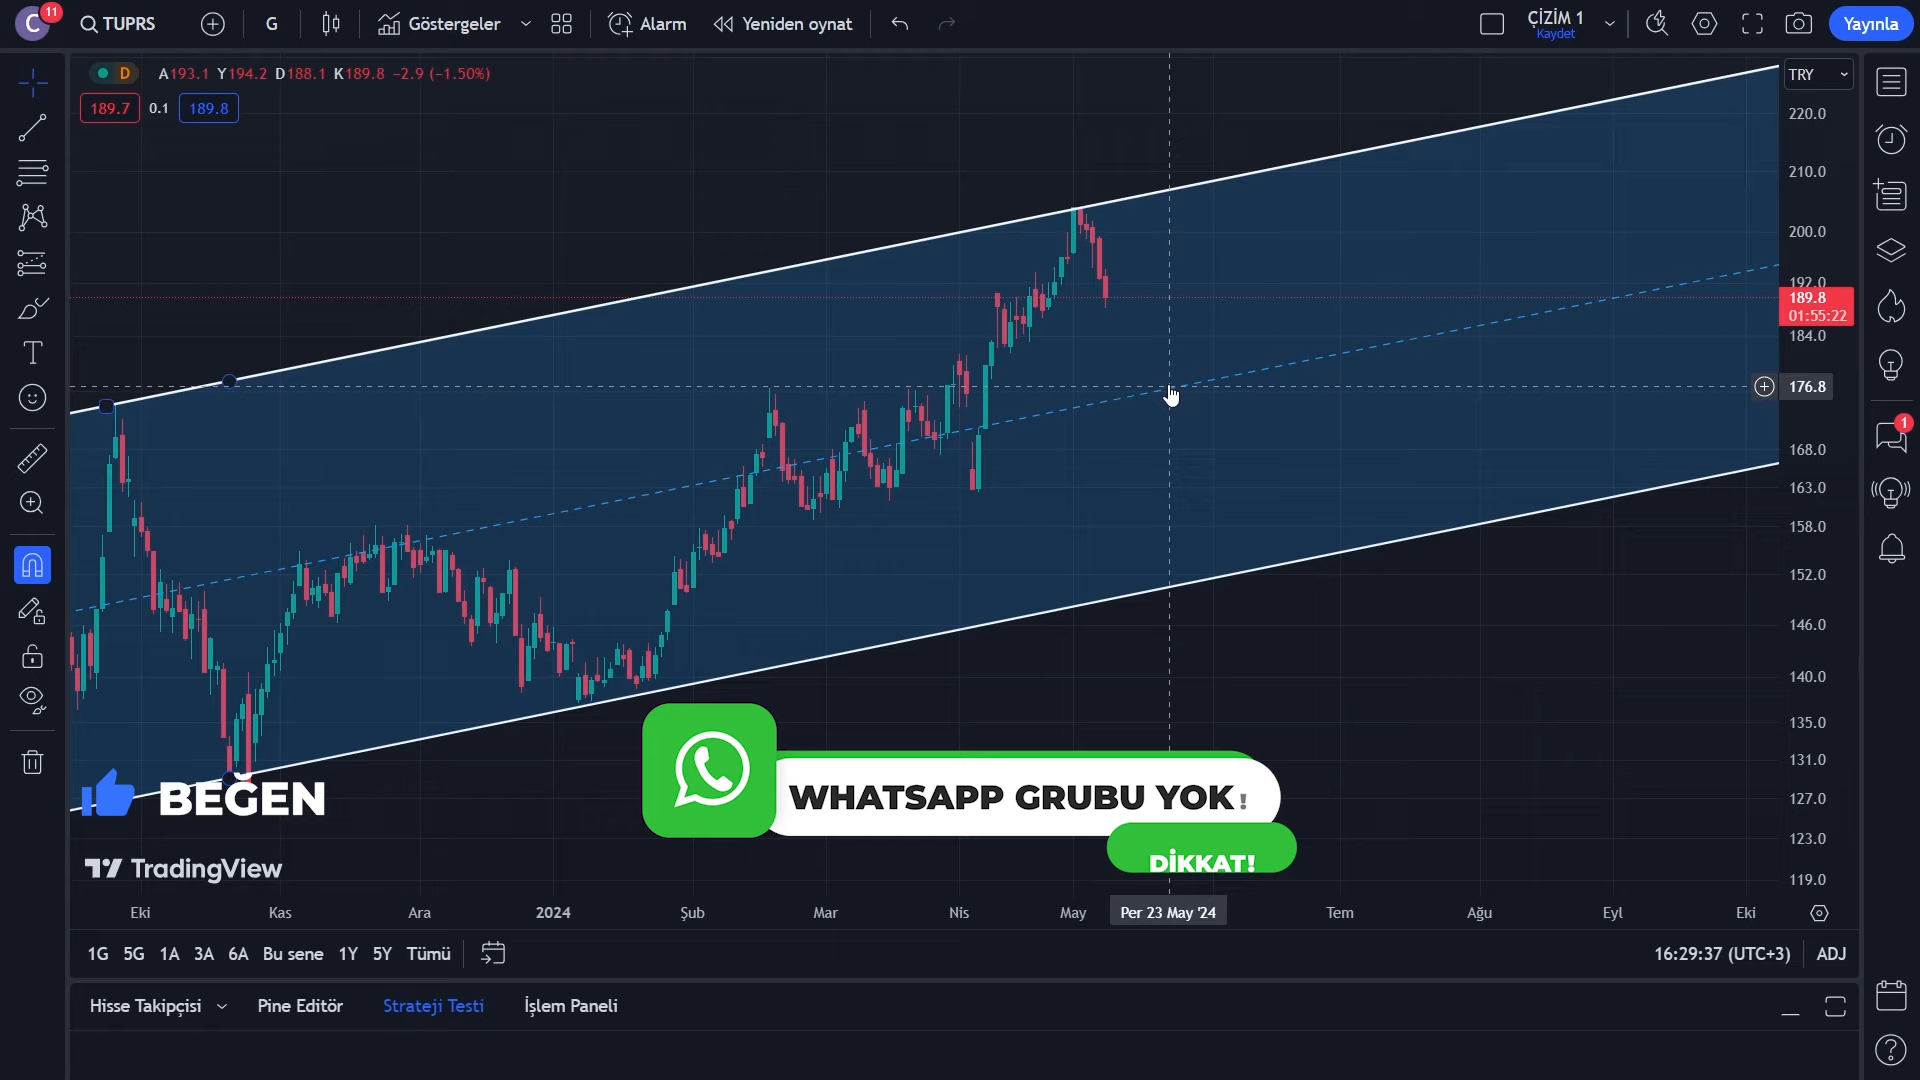 C
11
TUPRS
G
Göstergeler
Alarm
Yeniden oynat
ÇİZİM 1
Kaydet
Yayınla
D
A193.1 Y194.2 D188.1 K189.8 -2.9 (-1.50%)
189.7
0.1
189.8
TRY
220.0
210.0
200.0
192.0
189.8
01:55:22
184.0
176.8
168.0
163.0
158.0
152.0
146.0
140.0
135.0
131.0
127.0
123.0
119.0
1
BEĞEN
WHATSAPP GRUBU YOK!
DİKKAT!
TradingView
Eki
Kas
Ara
2024
Şub
Mar
Nis
May
Per 23 May '24
Tem
Ağu
Eyl
Eki
1G 5G 1A 3A 6A Bu sene 1Y 5Y Tümü
16:29:37 (UTC+3)
ADJ
Hisse Takipçisi
Pine Editör
Strateji Testi
İşlem Paneli